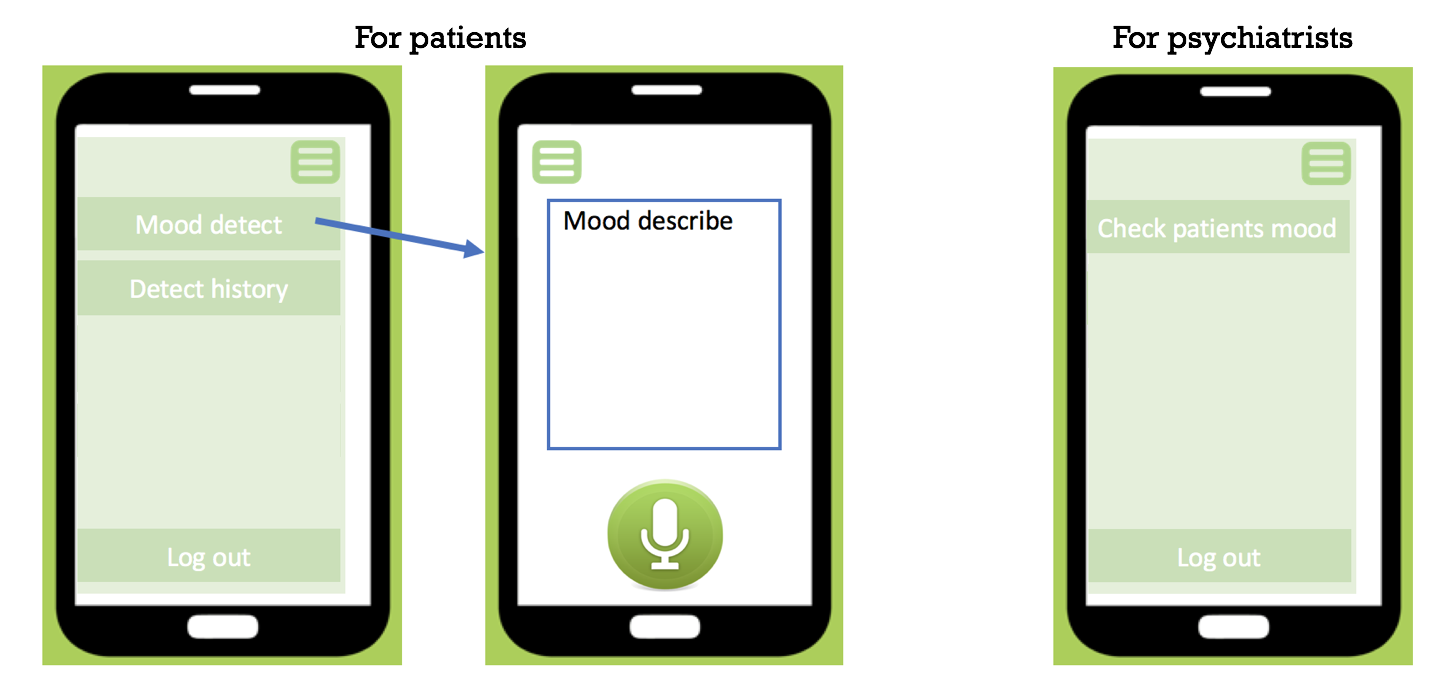 For patients
For psychiatrists
Mood detect
Detect history
Log out
Mood describe
Check patients mood
Log out